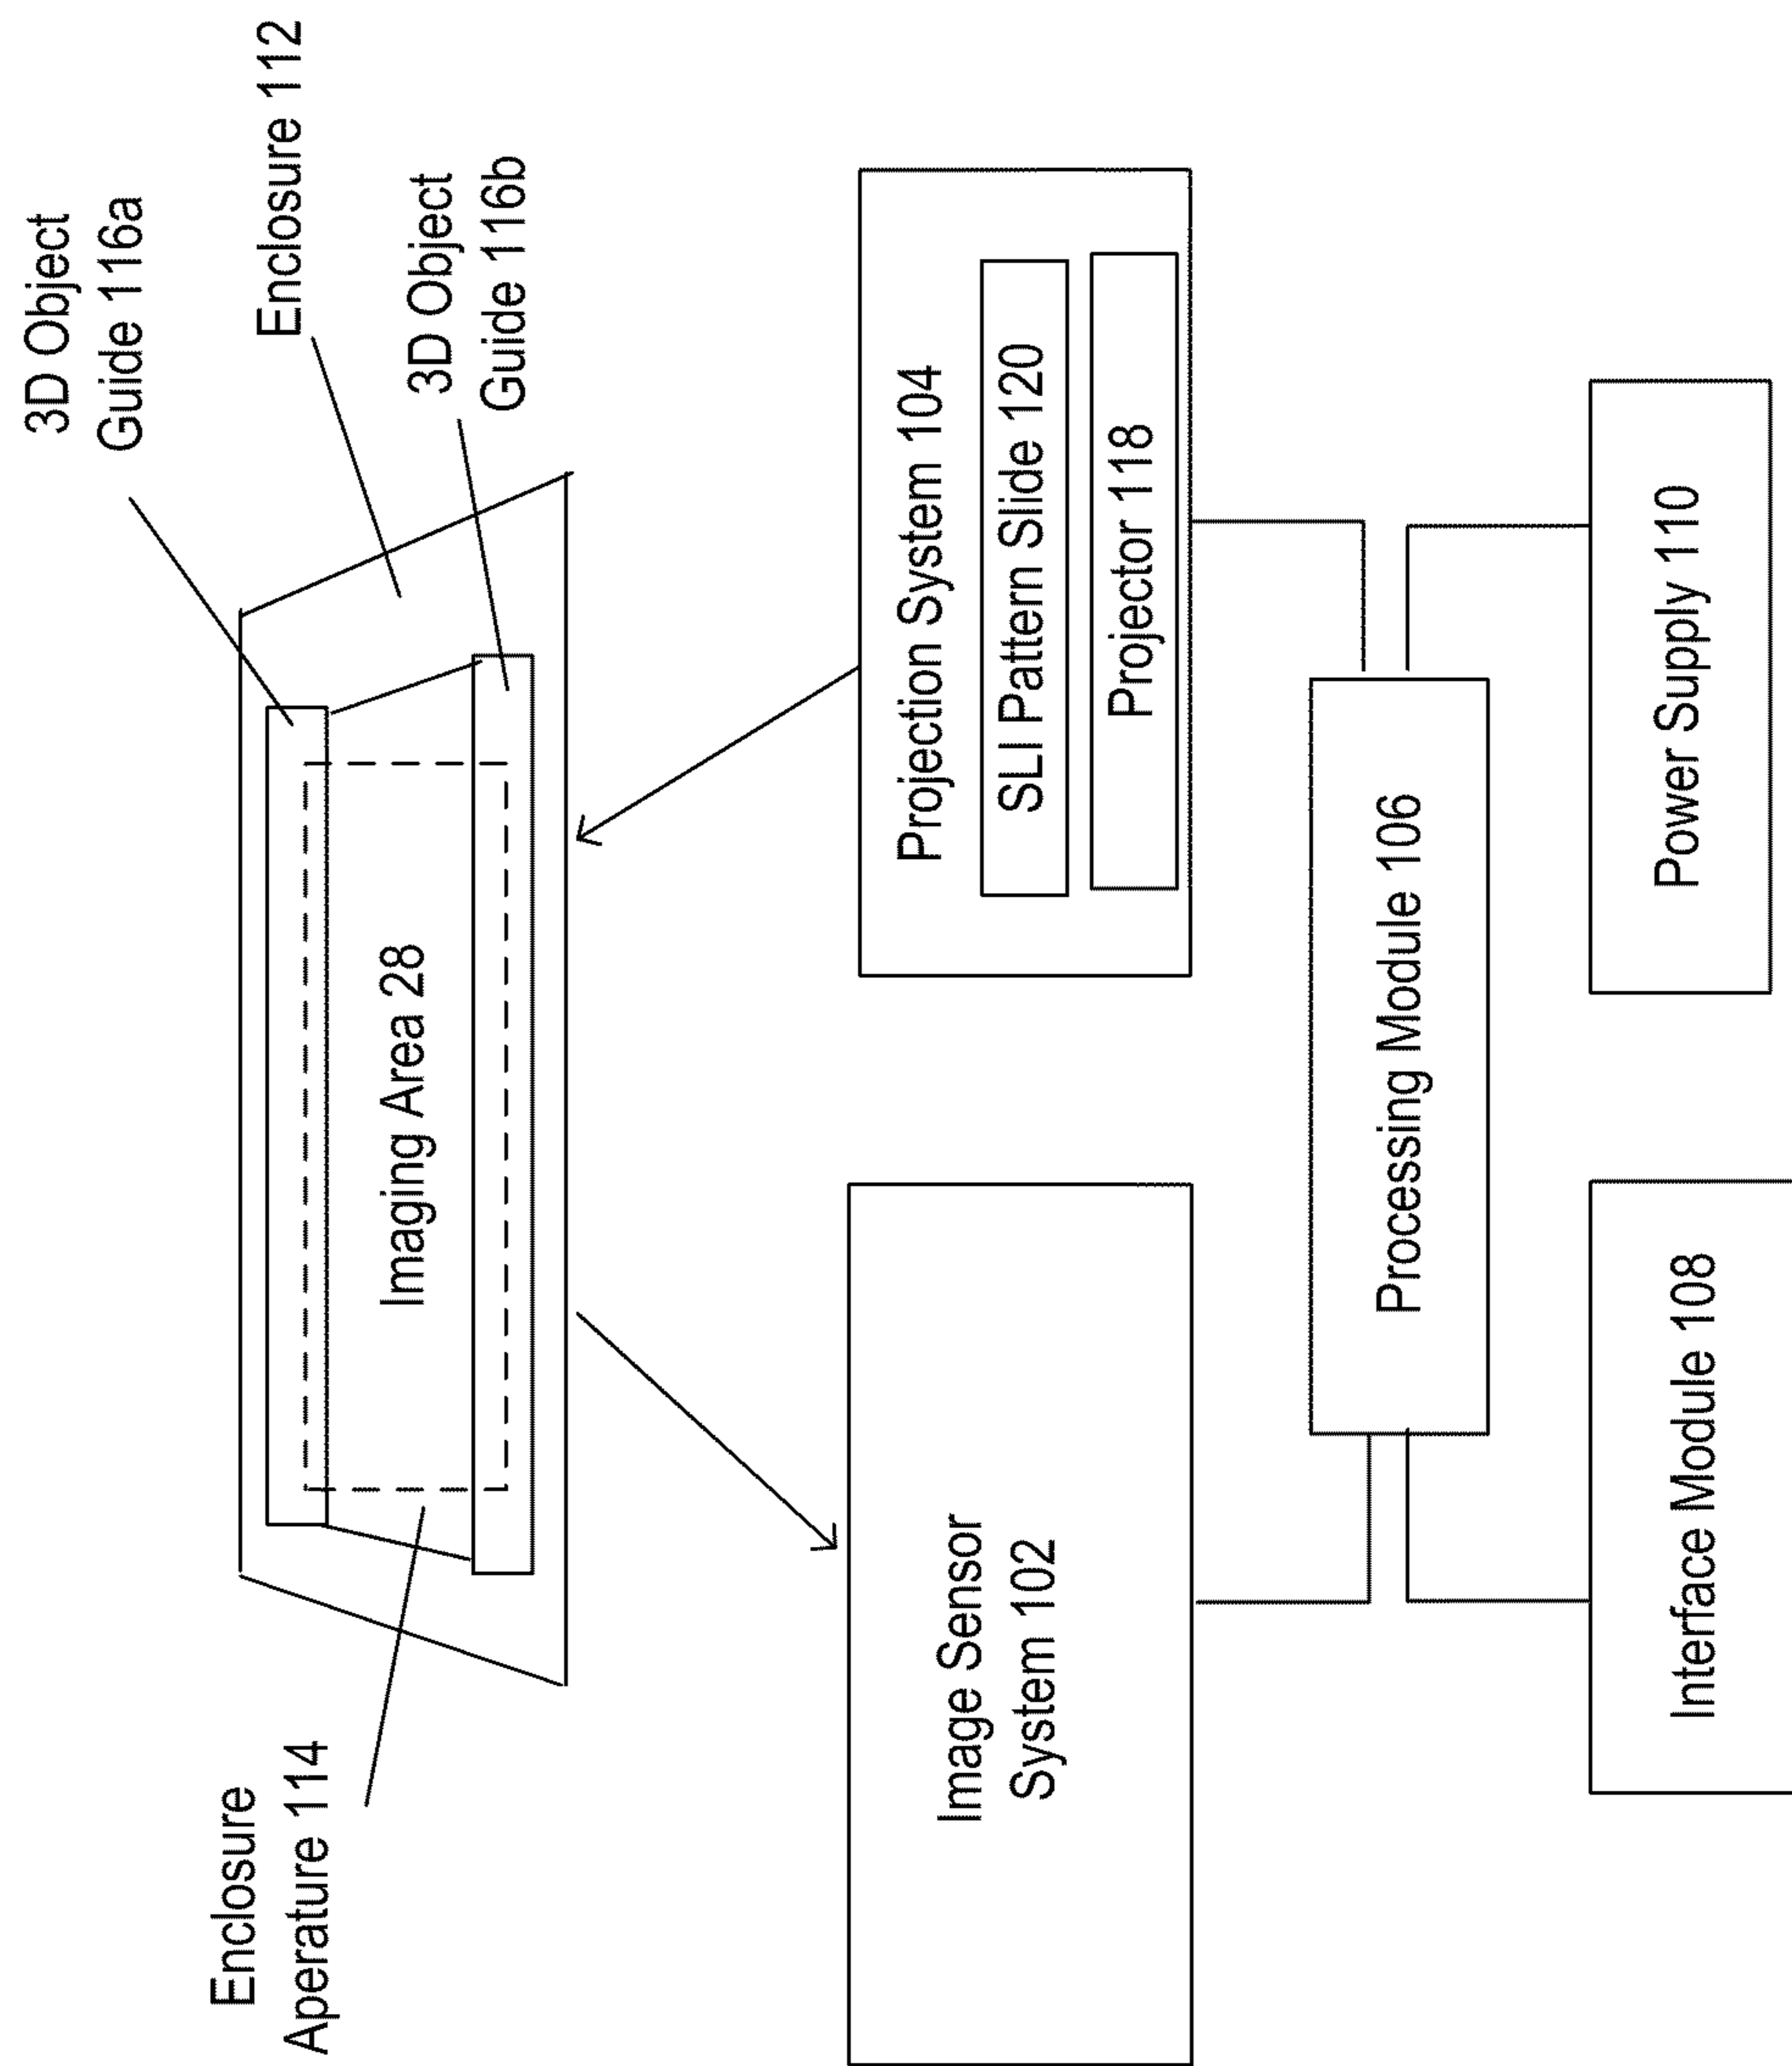 3D Object
Guide 116a
Enclosure 112
3D Object
Guide 116b
Enclosure
Aperature 114
Imaging Area 28
Image Sensor
System 102
Projection System 104
SLI Pattern Slide 120
Projector 118
Processing Module 106
Interface Module 108
Power Supply 110